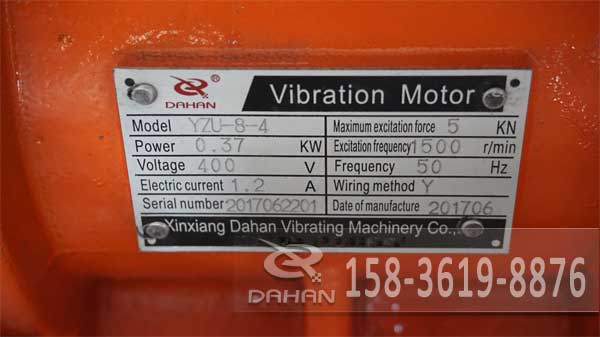 DAHAN ® Vibration Motor
Model YZU-8-4 Maximum excitation force 5 KN
Power 0.37 KW Excitation frequency 1500 r/min
Voltage 400 V Frequency 50 Hz
Electric current 1.2 A Wiring method Y
Serial number 2017062201 Date of manufacture 201706
Xinxiang Dahan Vibrating Machinery Co.,
DAHAN 158-3619-8876